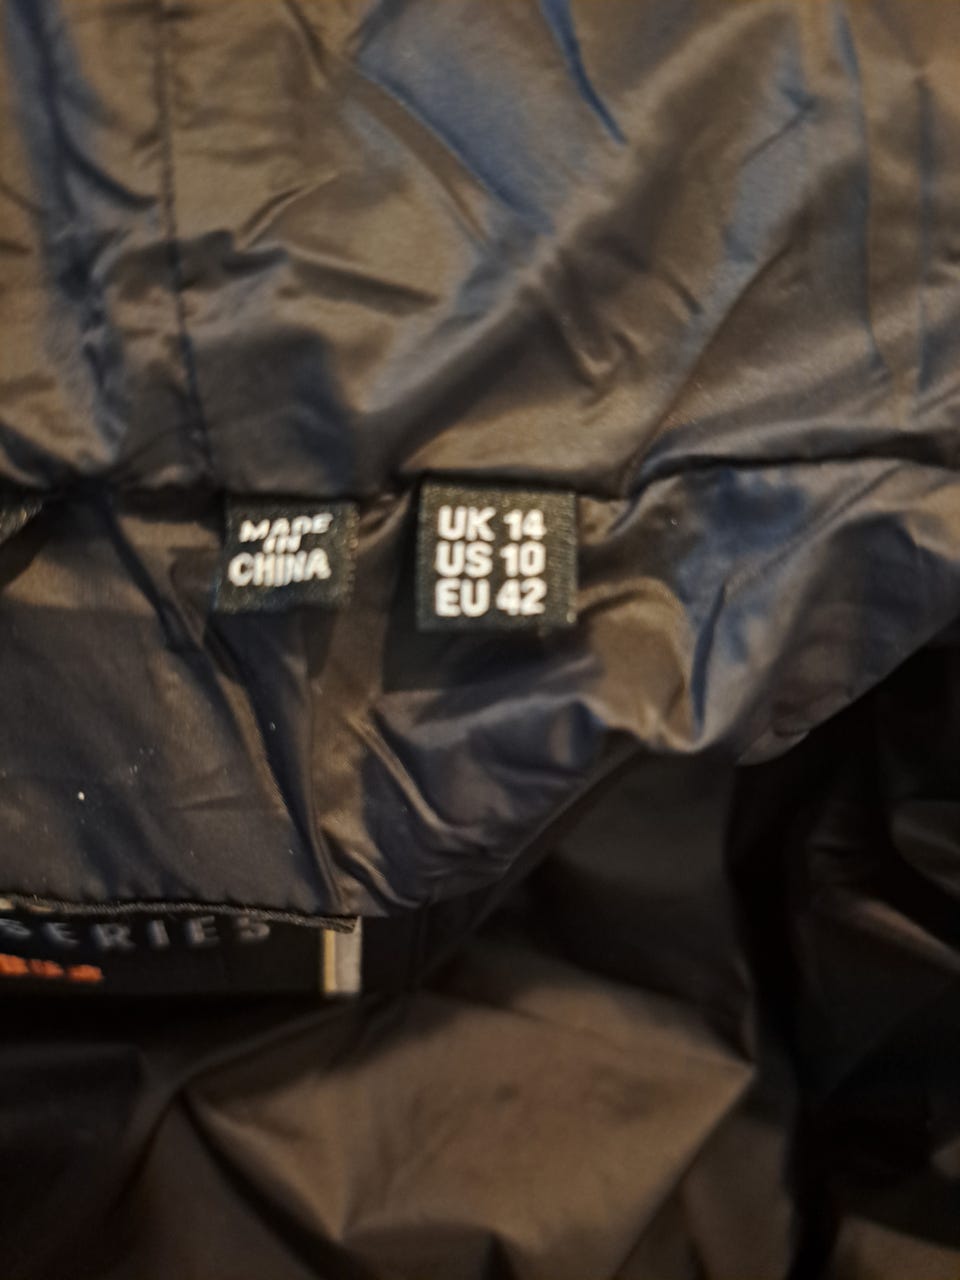 MADE
IN
CHINA
UK 14
US 10
EU 42
SERIES